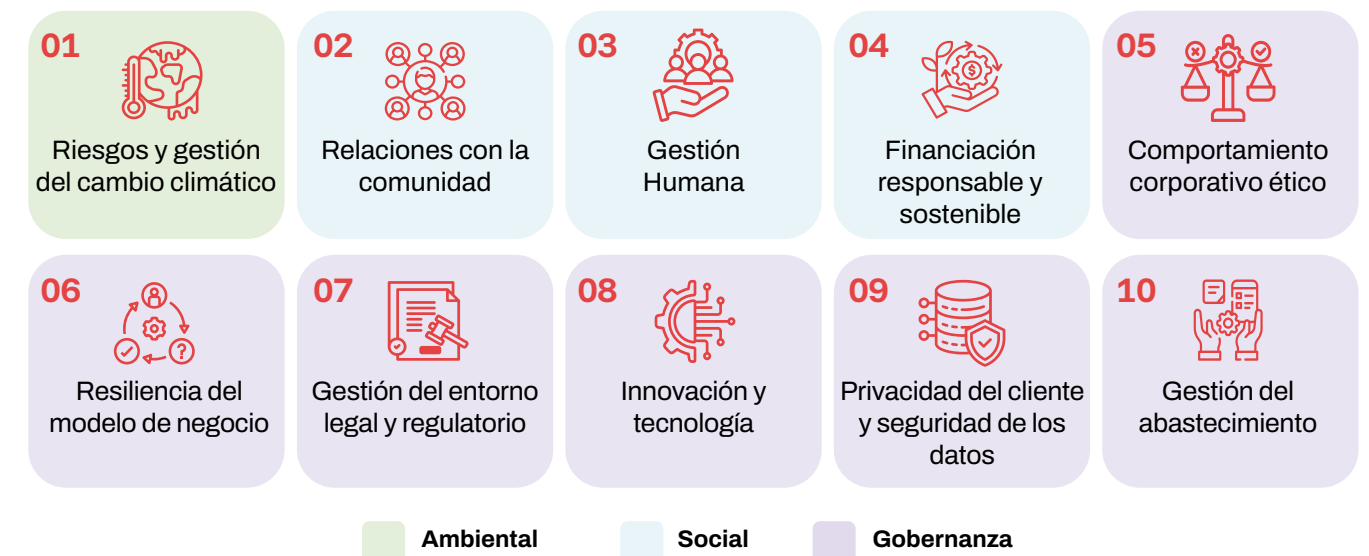 01
Riesgos y gestión
del cambio climático
02
Relaciones con la
comunidad
03
Gestión
Humana
04
Financiación
responsable y
sostenible
05
Comportamiento
corporativo ético
06
Resiliencia del
modelo de negocio
07
Gestión del entorno
legal y regulatorio
08
Innovación y
tecnología
09
Privacidad del cliente
y seguridad de los
datos
10
Gestión del
abastecimiento
Ambiental
Social
Gobernanza